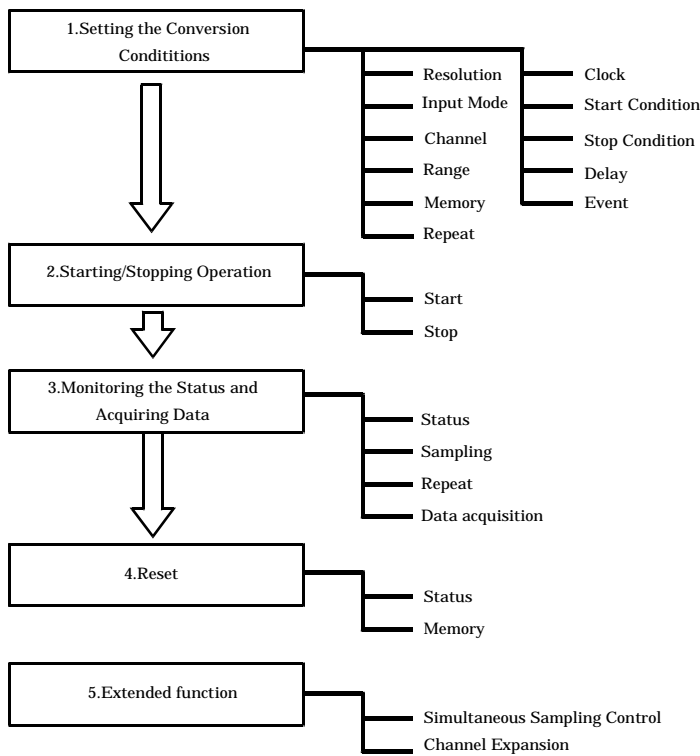 1.Setting the Conversion
Condititions
Resolution
Input Mode
Channel
Range
Memory
Repeat
Clock
Start Condition
Stop Condition
Delay
Event
2.Starting/Stopping Operation
Start
Stop
3.Monitoring the Status and
Acquiring Data
Status
Sampling
Repeat
Data acquisition
4.Reset
Status
Memory
5.Extended function
Simultaneous Sampling Control
Channel Expansion